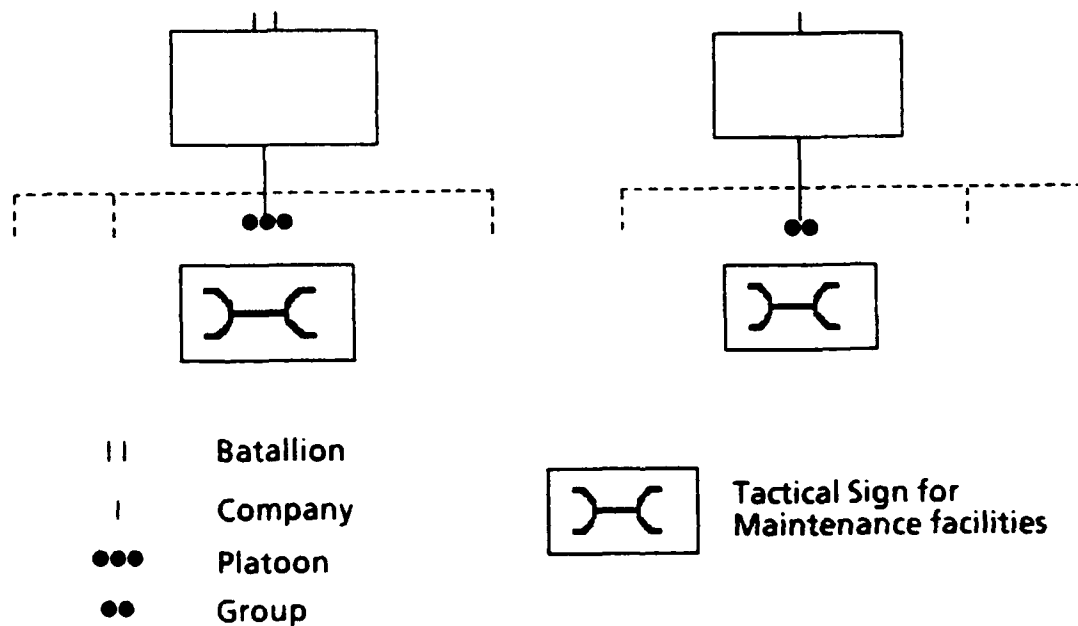 Batallion
Company
Platoon
Group
Tactical Sign for
Maintenance facilities